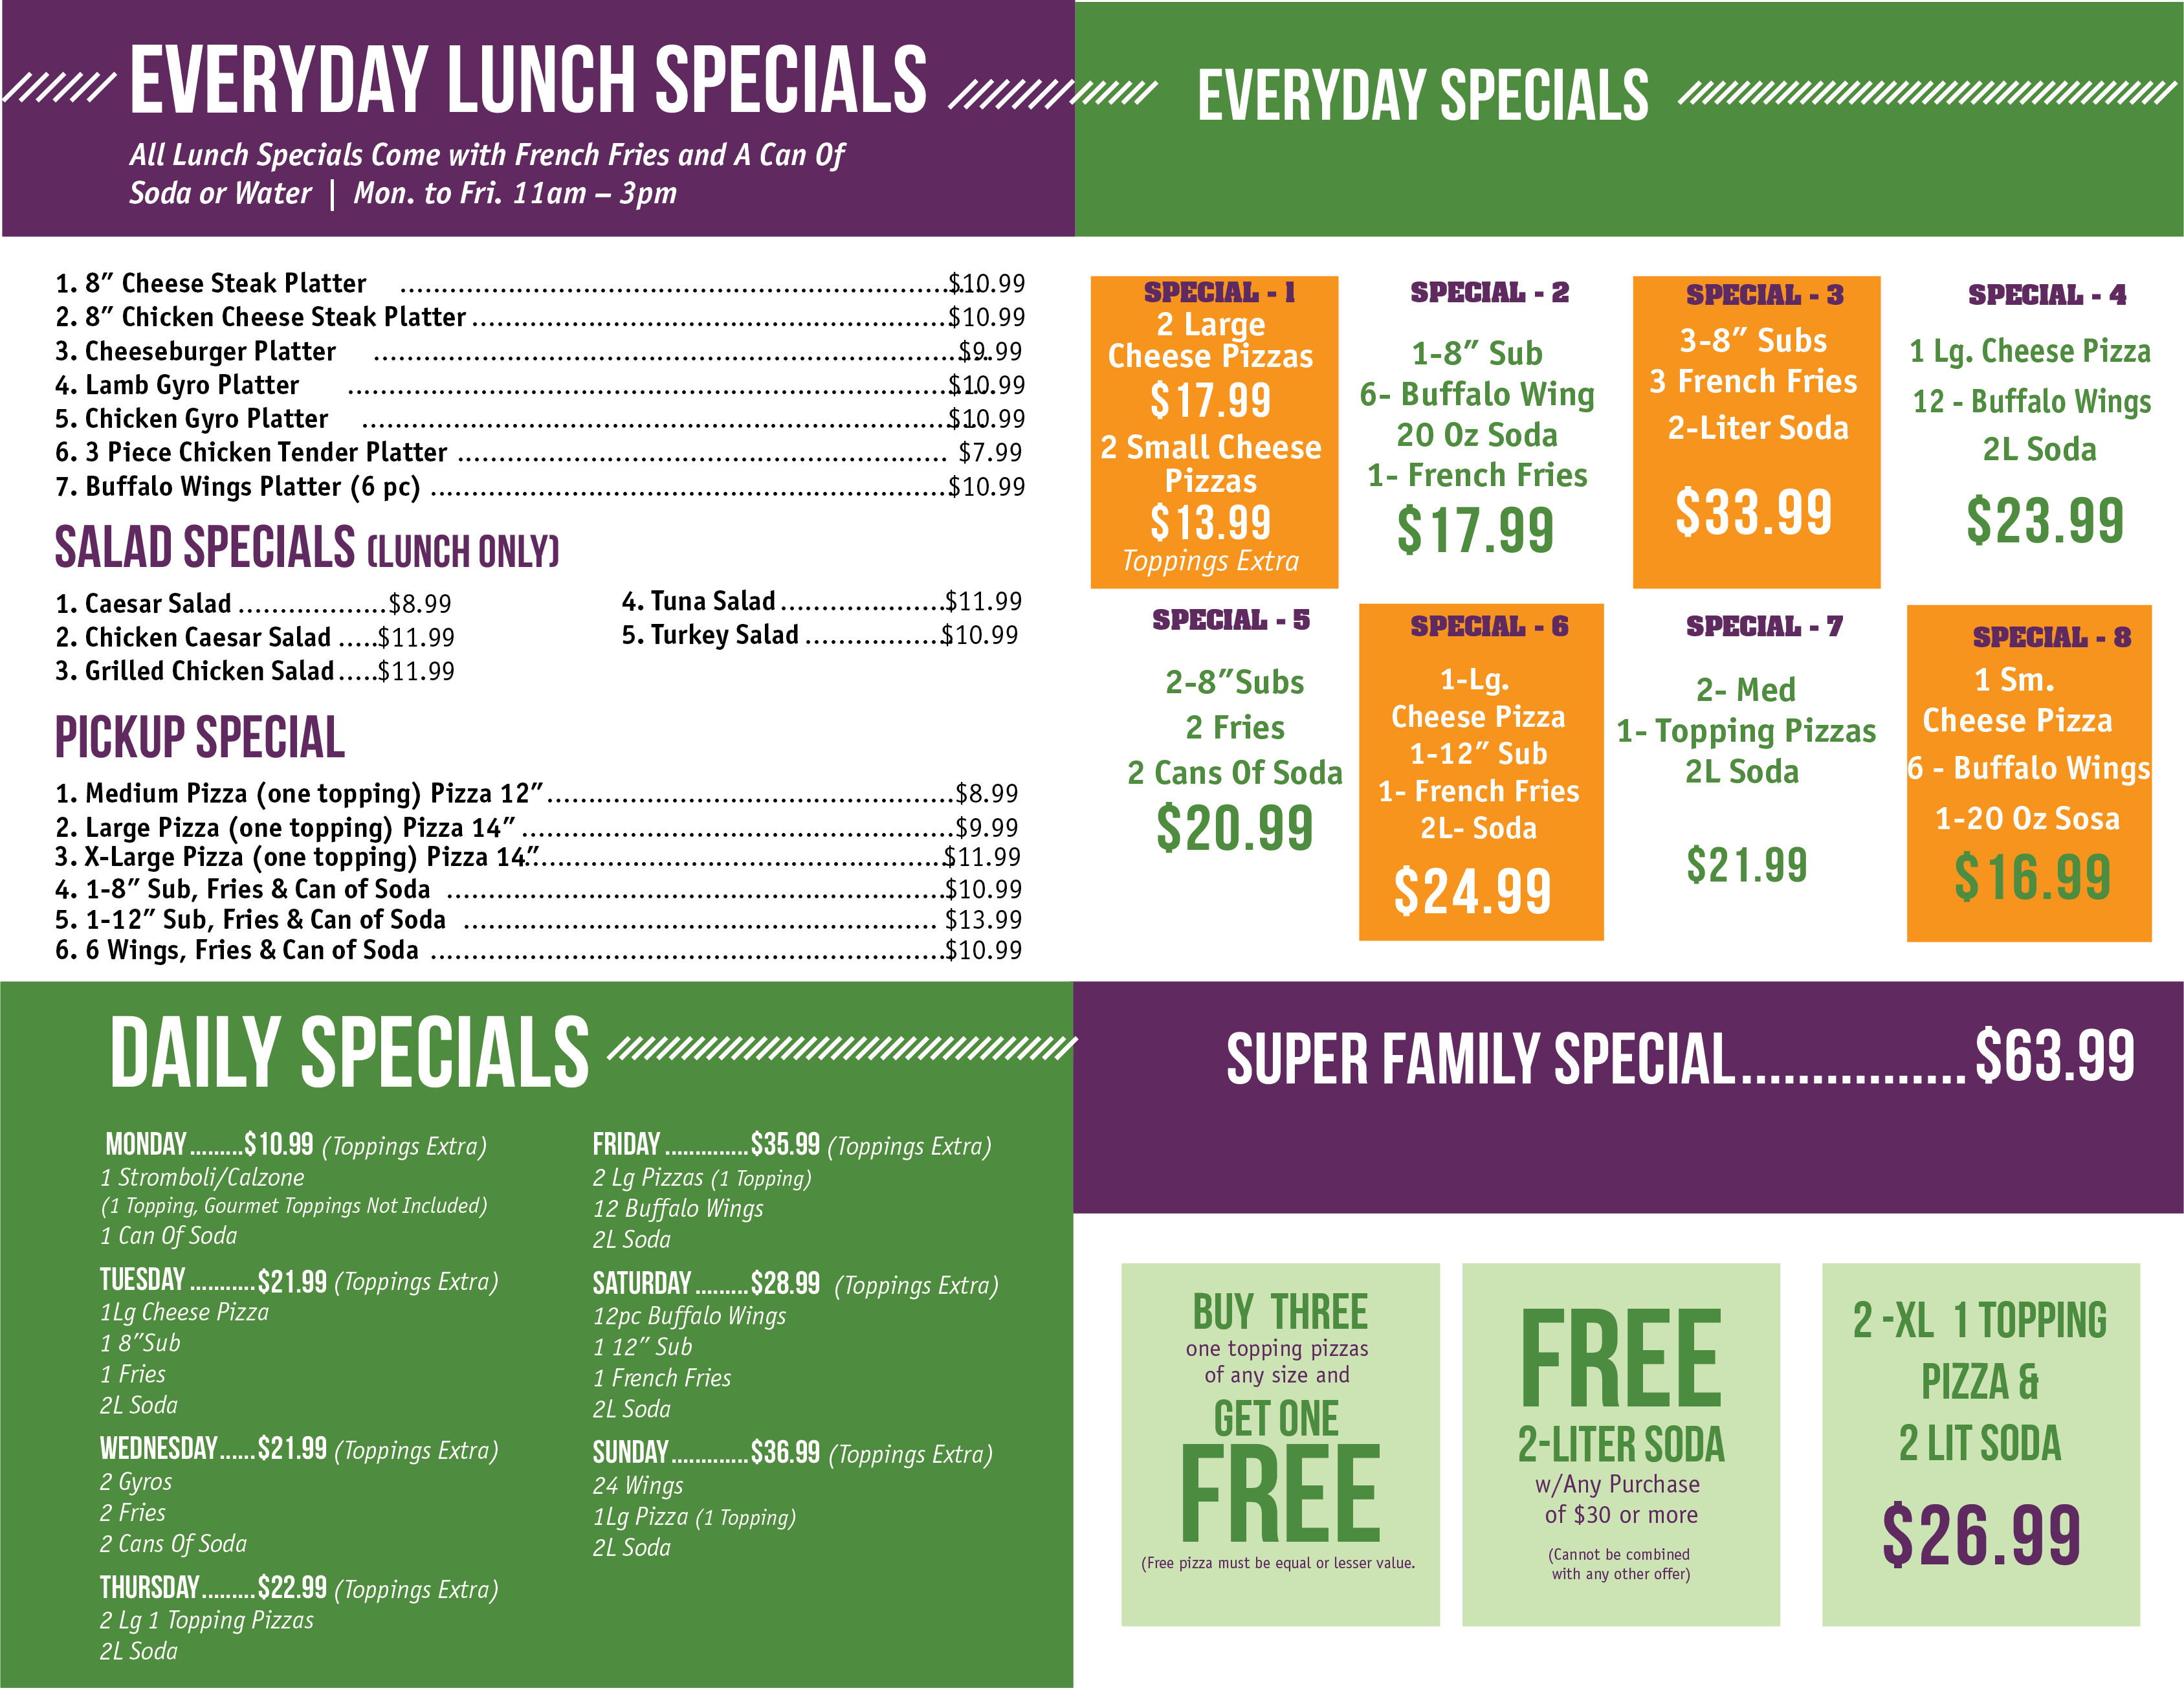 EVERYDAY LUNCH SPECIALS
All Lunch Specials Come with French Fries and A Can Of
Soda or Water | Mon. to Fri. 11am – 3pm
1. 8” Cheese Steak Platter ........ $10.99
2. 8” Chicken Cheese Steak Platter ........ $10.99
3. Cheeseburger Platter ........ $9.99
4. Lamb Gyro Platter ........ $10.99
5. Chicken Gyro Platter ........ $10.99
6. 3 Piece Chicken Tender Platter ........ $7.99
7. Buffalo Wings Platter (6 pc) ........ $10.99
SALAD SPECIALS (LUNCH ONLY)
1. Caesar Salad ........ $8.99
2. Chicken Caesar Salad ..... $11.99
3. Grilled Chicken Salad ..... $11.99
4. Tuna Salad ........ $11.99
5. Turkey Salad ........ $10.99
PICKUP SPECIAL
1. Medium Pizza (one topping) Pizza 12” ........ $8.99
2. Large Pizza (one topping) Pizza 14” ........ $9.99
3. X-Large Pizza (one topping) Pizza 14” ........ $11.99
4. 1-8” Sub, Fries & Can of Soda ........ $10.99
5. 1-12” Sub, Fries & Can of Soda ........ $13.99
6. 6 Wings, Fries & Can of Soda ........ $10.99
EVERYDAY SPECIALS
SPECIAL - 1
2 Large
Cheese Pizzas
$17.99
2 Small Cheese
Pizzas
$13.99
Toppings Extra
SPECIAL - 2
1-8” Sub
6- Buffalo Wing
20 Oz Soda
1- French Fries
$17.99
SPECIAL - 3
3-8” Subs
3 French Fries
2-Liter Soda
$33.99
SPECIAL - 4
1 Lg. Cheese Pizza
12 - Buffalo Wings
2L Soda
$23.99
SPECIAL - 5
2-8”Subs
2 Fries
2 Cans Of Soda
$20.99
SPECIAL - 6
1-Lg.
Cheese Pizza
1-12” Sub
1- French Fries
2L- Soda
$24.99
SPECIAL - 7
2- Med
1- Topping Pizzas
2L Soda
$21.99
SPECIAL - 8
1 Sm.
Cheese Pizza
6 - Buffalo Wings
1-20 Oz Sosa
$16.99
DAILY SPECIALS
MONDAY ......... $10.99 (Toppings Extra)
1 Stromboli/Calzone
(1 Topping, Gourmet Toppings Not Included)
1 Can Of Soda
TUESDAY ........... $21.99 (Toppings Extra)
1Lg Cheese Pizza
1 8”Sub
1 Fries
2L Soda
WEDNESDAY ...... $21.99 (Toppings Extra)
2 Gyros
2 Fries
2 Cans Of Soda
THURSDAY ......... $22.99 (Toppings Extra)
2 Lg 1 Topping Pizzas
2L Soda
FRIDAY .............. $35.99 (Toppings Extra)
2 Lg Pizzas (1 Topping)
12 Buffalo Wings
2L Soda
SATURDAY ......... $28.99 (Toppings Extra)
12pc Buffalo Wings
1 12” Sub
1 French Fries
2L Soda
SUNDAY ............. $36.99 (Toppings Extra)
24 Wings
1Lg Pizza (1 Topping)
2L Soda
SUPER FAMILY SPECIAL ................ $63.99
BUY THREE
one topping pizzas
of any size and
GET ONE
FREE
(Free pizza must be equal or lesser value.
FREE
2-LITER SODA
w/Any Purchase
of $30 or more
(Cannot be combined
with any other offer)
2 -XL 1 TOPPING
PIZZA &
2 LIT SODA
$26.99